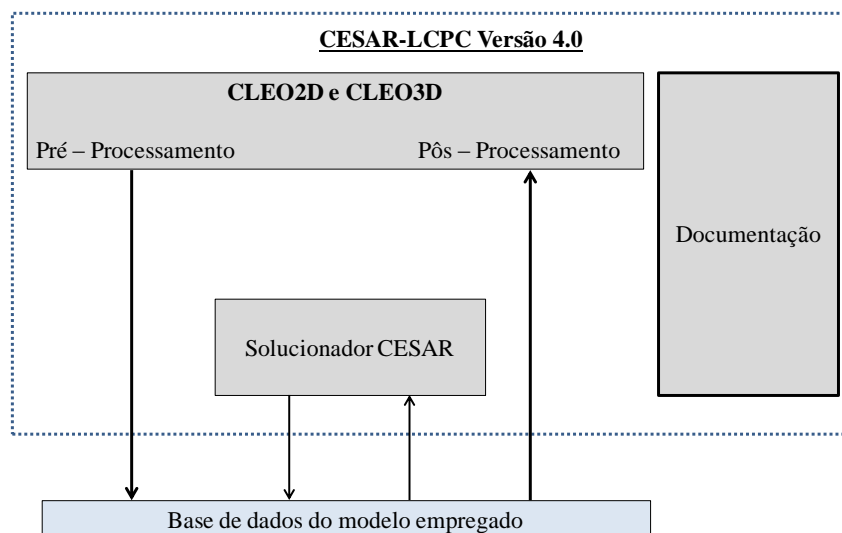 CESAR-LCPC Versão 4.0
CLEO2D e CLEO3D
Pré – Processamento
Pôs – Processamento
Documentação
Solucionador CESAR
Base de dados do modelo empregado